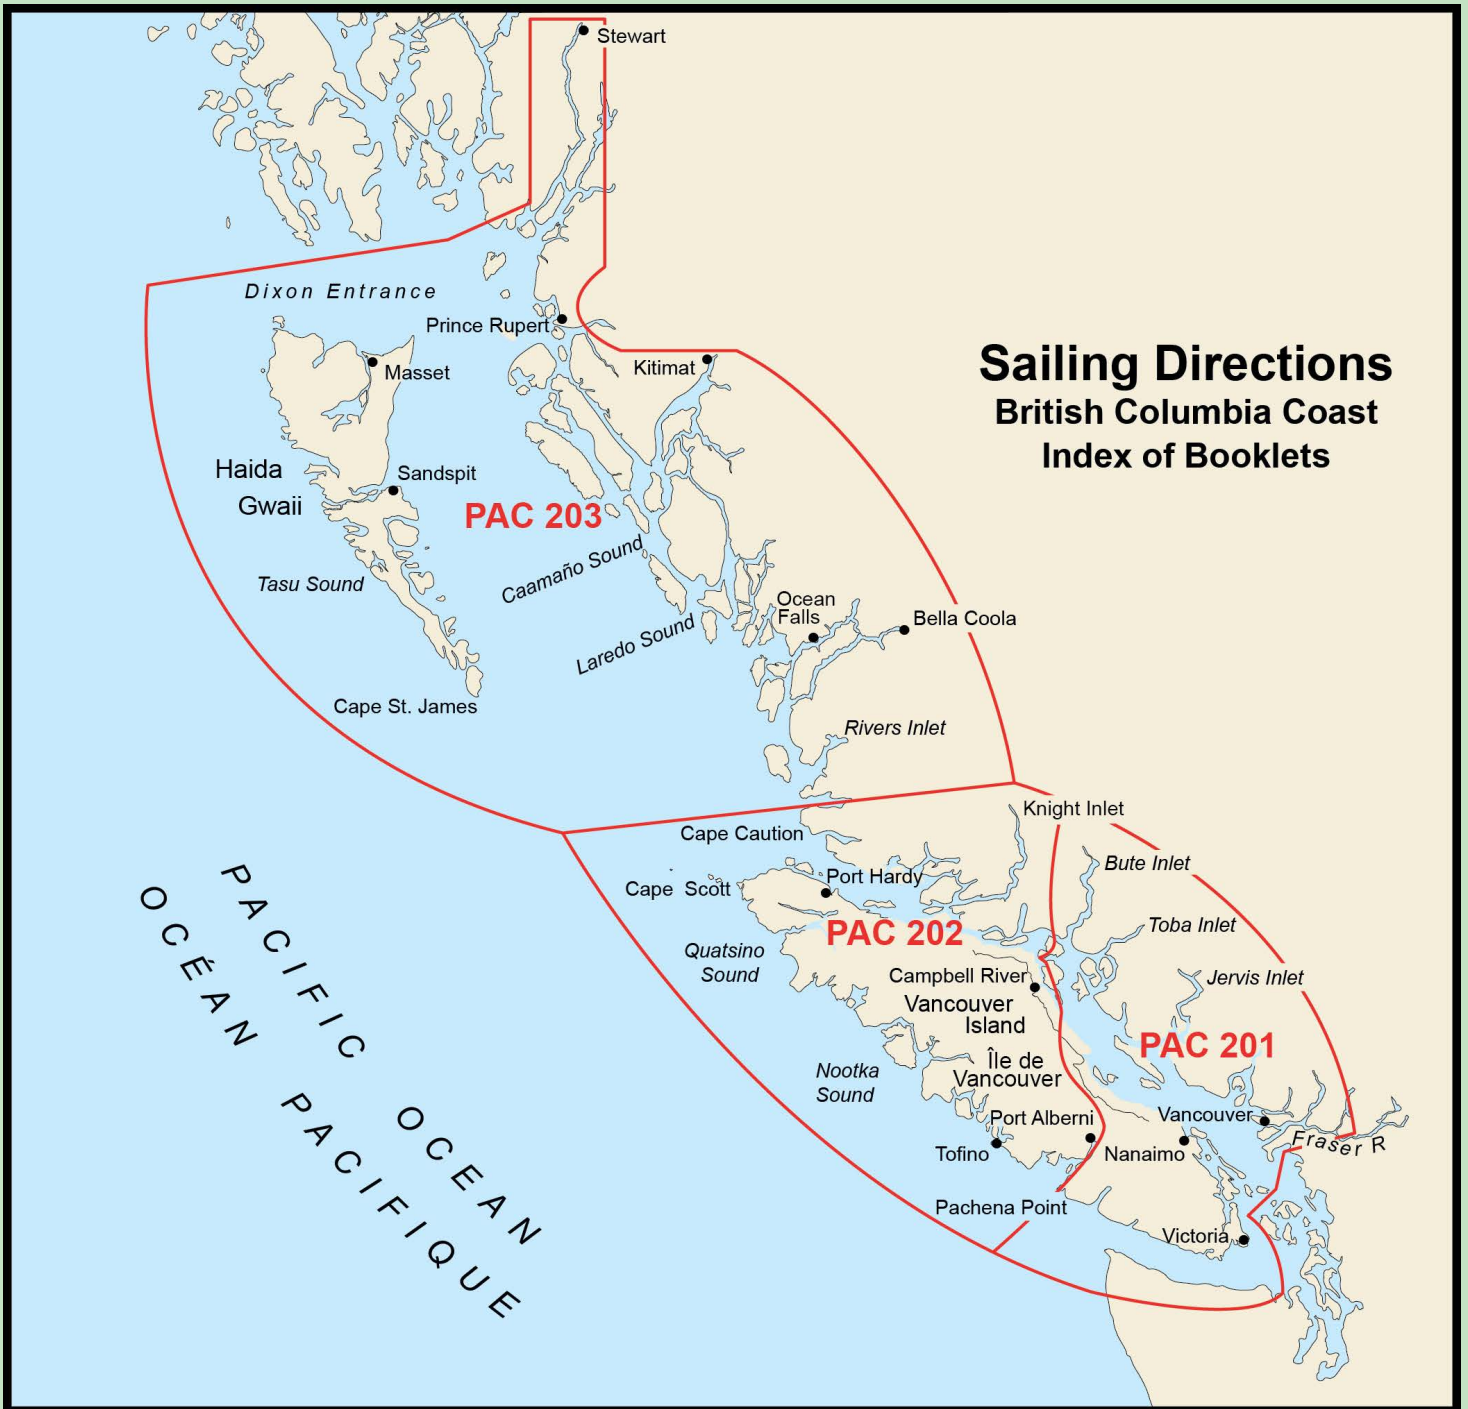 Stewart
Dixon Entrance
Prince Rupert
Masset
Kitimat
Sailing Directions
British Columbia Coast
Index of Booklets
Haida
Gwaii
Sandspit
PAC 203
Caamaño Sound
Tasu Sound
Laredo Sound
Ocean
Falls
Bella Coola
Cape St. James
Rivers Inlet
Knight Inlet
Cape Caution
Bute Inlet
Port Hardy
Cape Scott
PAC 202
Toba Inlet
Quatsino
Sound
Campbell River
Jervis Inlet
Vancouver
Island
PAC 201
Île de
Vancouver
Nootka
Sound
Port Alberni
Vancouver
Fraser R
Tofino
Nanaimo
Pachena Point
Victoria
PACIFIC OCEAN
OCÉAN PACIFIQUE